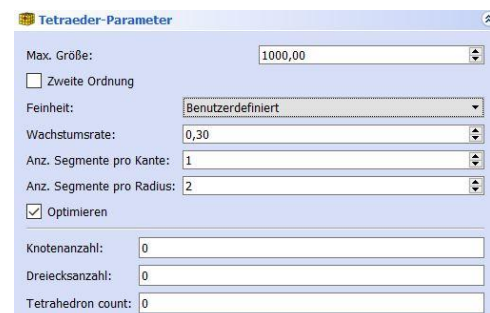 Tetraeder-Parameter
Max. Größe: 1000,00
Zweite Ordnung
Feinheit: Benutzerdefiniert
Wachstumsrate: 0,30
Anz. Segmente pro Kante: 1
Anz. Segmente pro Radius: 2
Optimieren
Knotenanzahl: 0
Dreiecksanzahl: 0
Tetrahedron count: 0